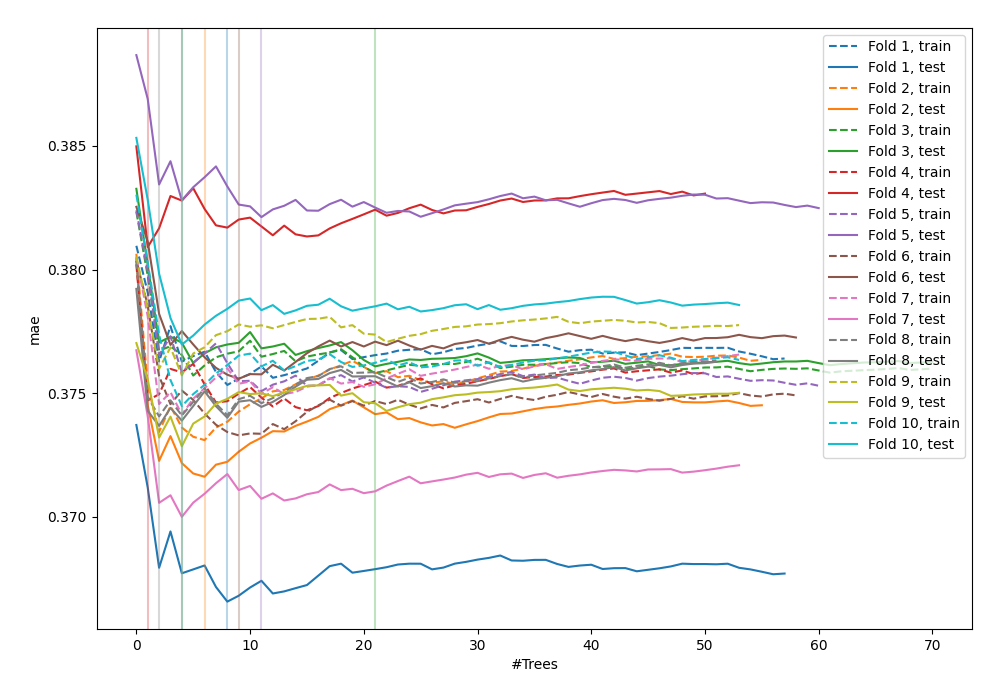 0.385
0.380
0.375
0.370
mae
0
10
20
30
40
50
60
70
#Trees
Fold 1, train
Fold 1, test
Fold 2, train
Fold 2, test
Fold 3, train
Fold 3, test
Fold 4, train
Fold 4, test
Fold 5, train
Fold 5, test
Fold 6, train
Fold 6, test
Fold 7, train
Fold 7, test
Fold 8, train
Fold 8, test
Fold 9, train
Fold 9, test
Fold 10, train
Fold 10, test